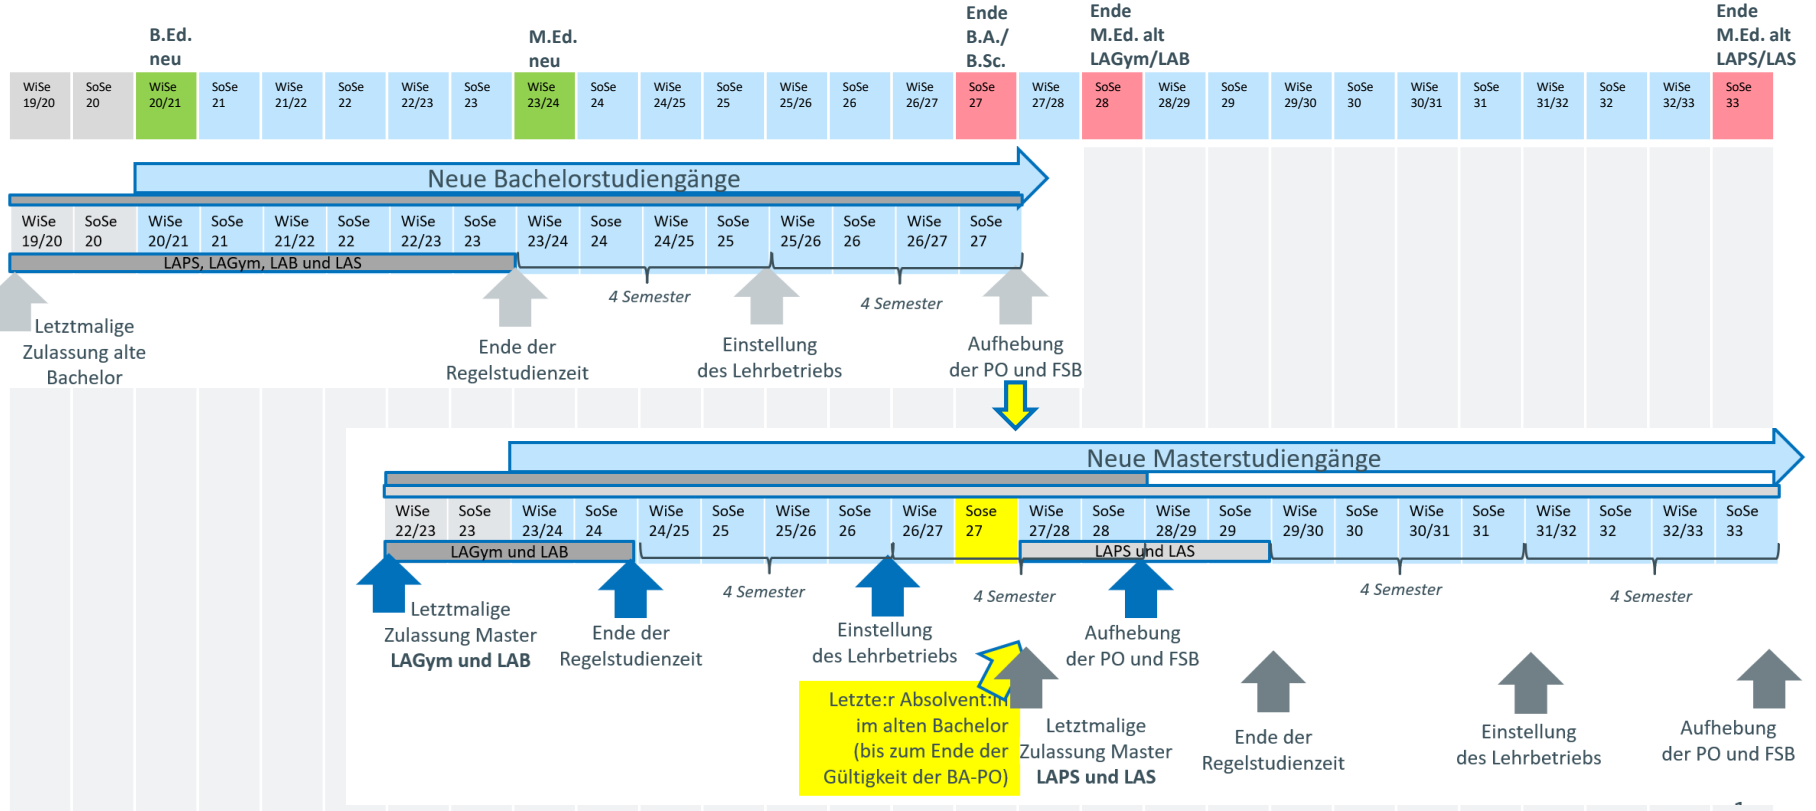 B.Ed.
neu
M.Ed.
neu
Ende
B.A./
B.Sc.
Ende
M.Ed. alt
LAGym/LAB
Ende
M.Ed. alt
LAPS/LAS
WiSe SoSe WiSe SoSe WiSe SoSe WiSe SoSe WiSe SoSe WiSe SoSe WiSe SoSe WiSe SoSe WiSe SoSe WiSe SoSe WiSe SoSe WiSe SoSe WiSe SoSe WiSe SoSe
19/20 20 20/21 21 21/22 22 22/23 23 23/24 24 24/25 25 25/26 26 26/27 27 27/28 28 28/29 29 29/30 30 30/31 31 31/32 32 32/33 33
Neue Bachelorstudiengänge
WiSe SoSe WiSe SoSe WiSe SoSe WiSe SoSe WiSe Sose WiSe SoSe WiSe SoSe WiSe SoSe
19/20 20 20/21 21 21/22 22 22/23 23 23/24 24 24/25 25 25/26 26 26/27 27
LAPS, LAGym, LAB und LAS
4 Semester
4 Semester
Letztmalige
Zulassung alte
Bachelor
Ende der
Regelstudienzeit
Einstellung
des Lehrbetriebs
Aufhebung
der PO und FSB
Neue Masterstudiengänge
WiSe SoSe WiSe SoSe WiSe SoSe WiSe SoSe WiSe Sose WiSe SoSe WiSe SoSe WiSe SoSe WiSe SoSe WiSe SoSe WiSe SoSe
22/23 23 23/24 24 24/25 25 25/26 26 26/27 27 27/28 28 28/29 29 29/30 30 30/31 31 31/32 32 32/33 33
LAGym und LAB
LAPS und LAS
4 Semester
4 Semester
4 Semester
4 Semester
Letztmalige
Zulassung Master
LAGym und LAB
Ende der
Regelstudienzeit
Einstellung
des Lehrbetriebs
Aufhebung
der PO und FSB
Letzte:r Absolvent:in
im alten Bachelor
(bis zum Ende der
Gültigkeit der BA-PO)
Letztmalige
Zulassung Master
LAPS und LAS
Ende der
Regelstudienzeit
Einstellung
des Lehrbetriebs
Aufhebung
der PO und FSB